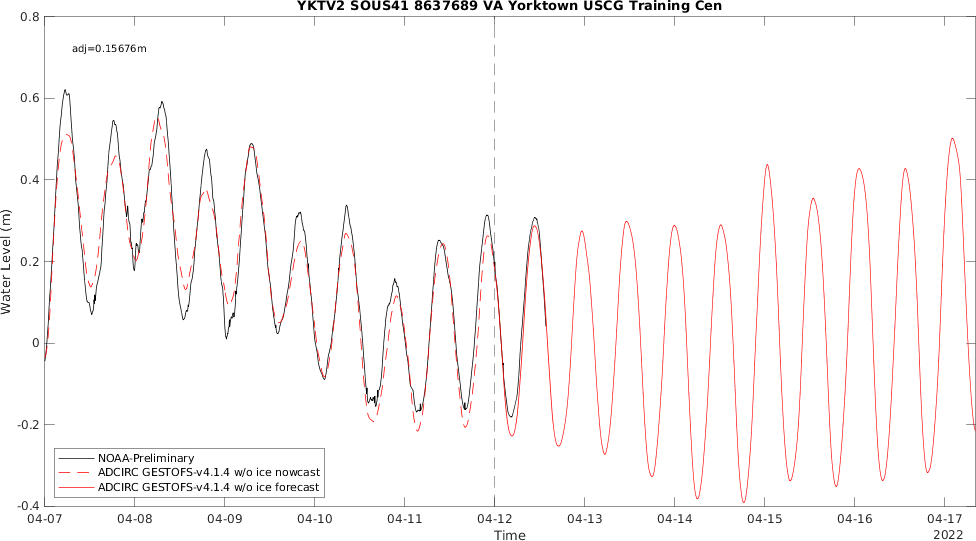 YKTV2 SOUS41 8637689 VA Yorktown USCG Training Cen
adj=0.15676m
0.8
0.6
0.4
0.2
0
-0.2
-0.4
Water Level (m)
NOAA-Preliminary
ADCIRC GESTOFS-v4.1.4 w/o ice nowcast
ADCIRC GESTOFS-v4.1.4 w/o ice forecast
04-07 04-08 04-09 04-10 04-11 04-12 04-13 04-14 04-15 04-16 04-17
Time
2022